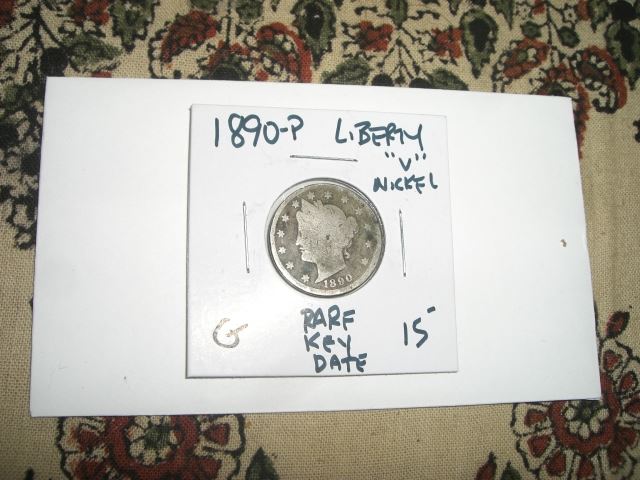 1890-P LIBERTY
"V"
NICKEL
1890
G RARE 15
KEY
DATE